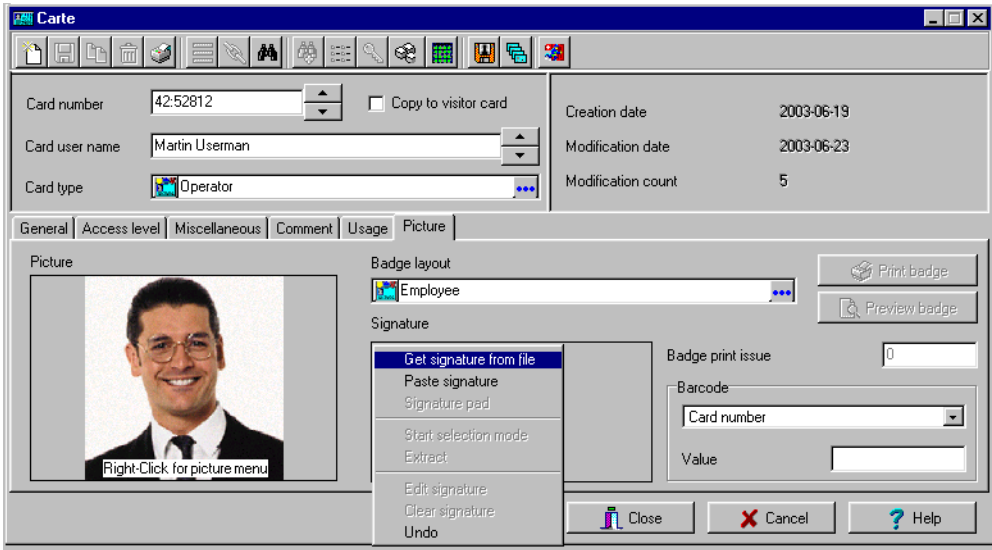 Carte
Card number 42:52812 Copy to visitor card
Card user name Martin Userman
Card type Operator
Creation date 2003-06-19
Modification date 2003-06-23
Modification count 5
General Access level Miscellaneous Comment Usage Picture
Picture
Right-Click for picture menu
Badge layout
Employee
Signature
Get signature from file
Paste signature
Signature pad
Start selection mode
Extract
Edit signature
Clear signature
Undo
Print badge
Preview badge
Badge print issue 0
Barcode
Card number
Value
Close Cancel Help